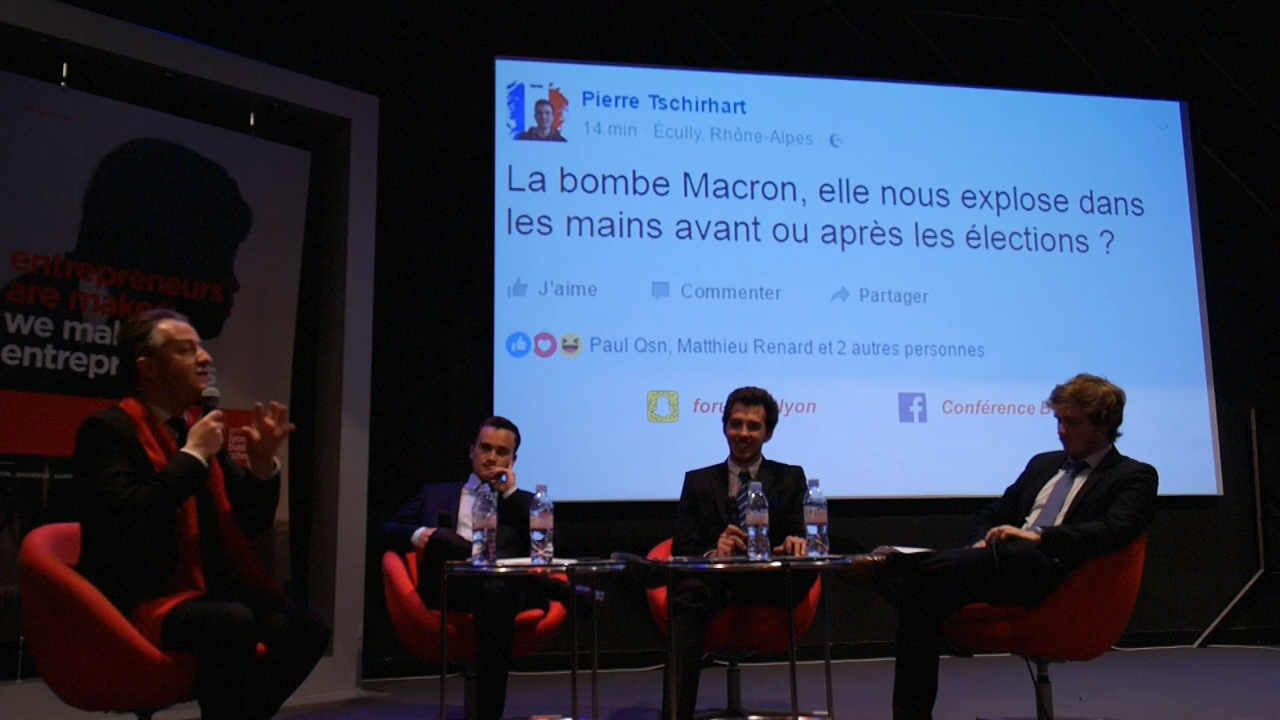 Pierre Tschirhart
14 min · Écully, Rhône-Alpes ·
La bombe Macron, elle nous explose dans
les mains avant ou après les élections ?
J'aime Commenter Partager
Paul Qsn, Matthieu Renard et 2 autres personnes
lyon
Conférence
entrepreneurs
are
we
entrepr